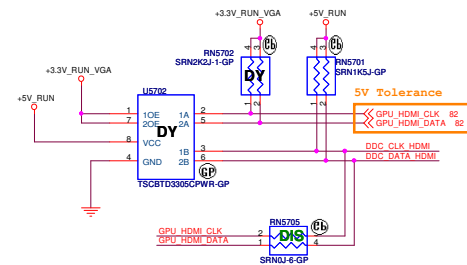 +3.3V_RUN_VGA
+5V_RUN
RN5702
SRN2K2J-1-GP
RN5701
SRN1K5J-GP
4 3
4 3
DY
1 2
1 2
+3.3V_RUN_VGA
+5V_RUN
U5702
5V Tolerance
1 1OE 1A 2
GPU_HDMI_CLK 82
7 2OE 2A 5
GPU_HDMI_DATA 82
DY
8 VCC
1B 3
DDC_CLK_HDMI
4 GND 2B 6
DDC_DATA_HDMI
GP
TSCBTD3305CPWR-GP
RN5705
GPU_HDMI_CLK 2 3
GPU_HDMI_DATA 1 4
DIS
SRN0J-6-GP